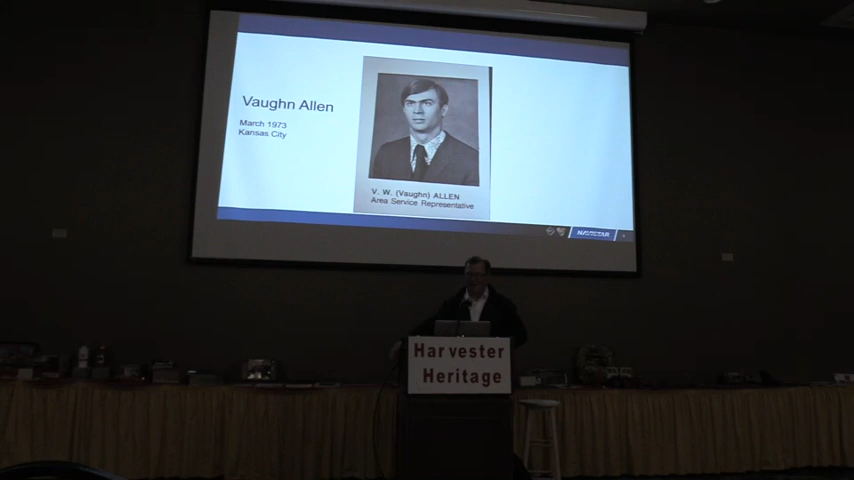 Vaughn Allen
March 1973
Kansas City
V. W. (Vaughn) ALLEN
Area Service Representative
NAVISTAR
Harvester
Heritage